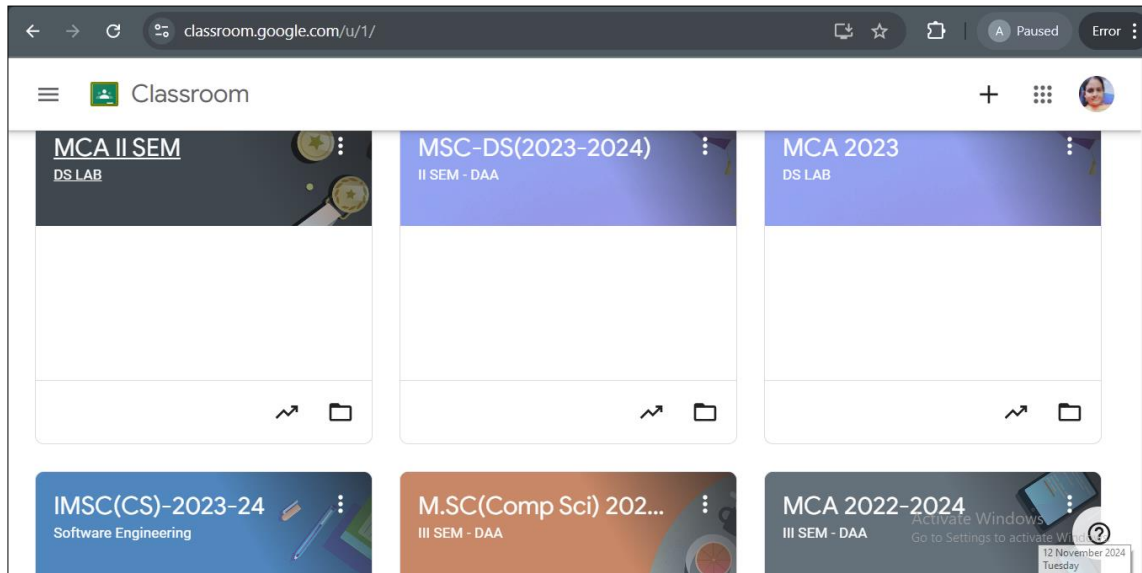 classroom.google.com/u/1/
A Paused
Error
Classroom
MCA II SEM
DS LAB
MSC-DS(2023-2024)
II SEM - DAA
MCA 2023
DS LAB
IMSC(CS)-2023-24
Software Engineering
M.SC(Comp Sci) 202...
III SEM - DAA
MCA 2022-2024
III SEM - DAA
Activate Windows
Go to Settings to activate
12 November 2024
Tuesday